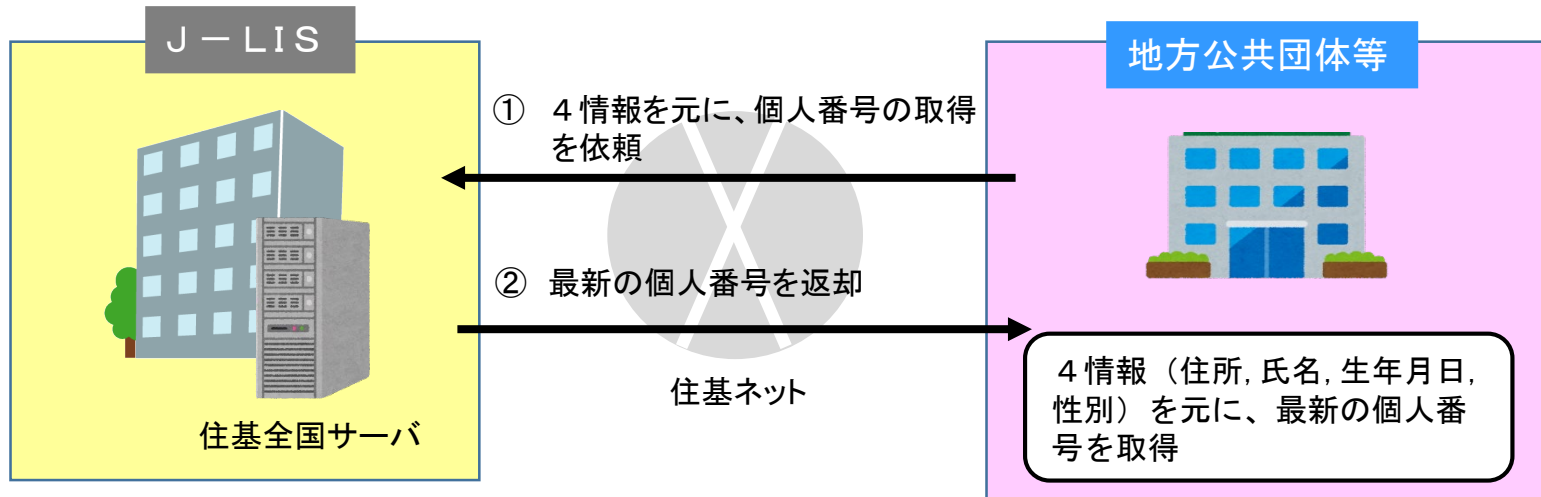 J－LIS
地方公共団体等
① ４情報を元に、個人番号の取得
を依頼
② 最新の個人番号を返却
住基ネット
住基全国サーバ
４情報（住所,氏名,生年月日,
性別）を元に、最新の個人番
号を取得